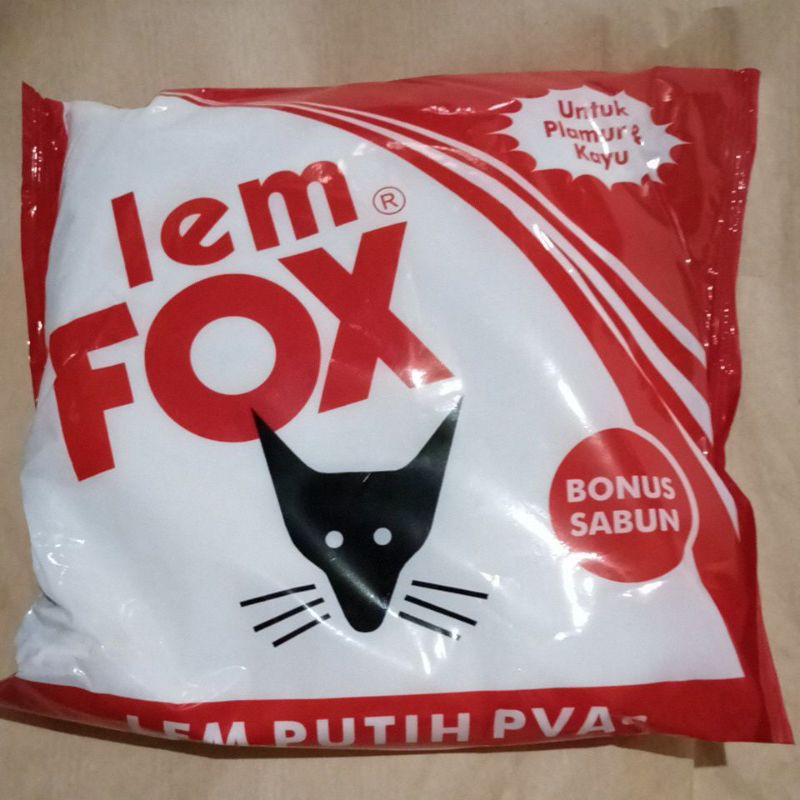 Untuk
Plamur &
Kayu
lem ®
FOX
BONUS
SABUN
LEM PUTIH PVAc